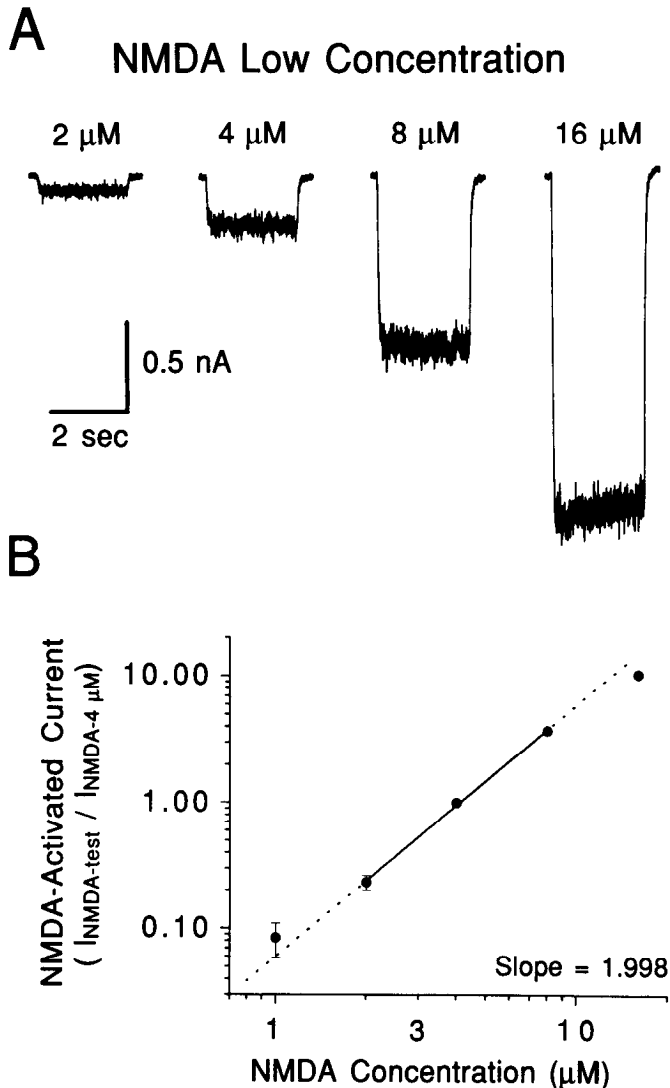 A
NMDA Low Concentration
2 μM 4 μM 8 μM 16 μM
0.5 nA
2 sec
B
NMDA-Activated Current
( INMDA-test / INMDA-4 μM)
10.00
1.00
0.10
Slope = 1.998
1 3 10
NMDA Concentration (μM)